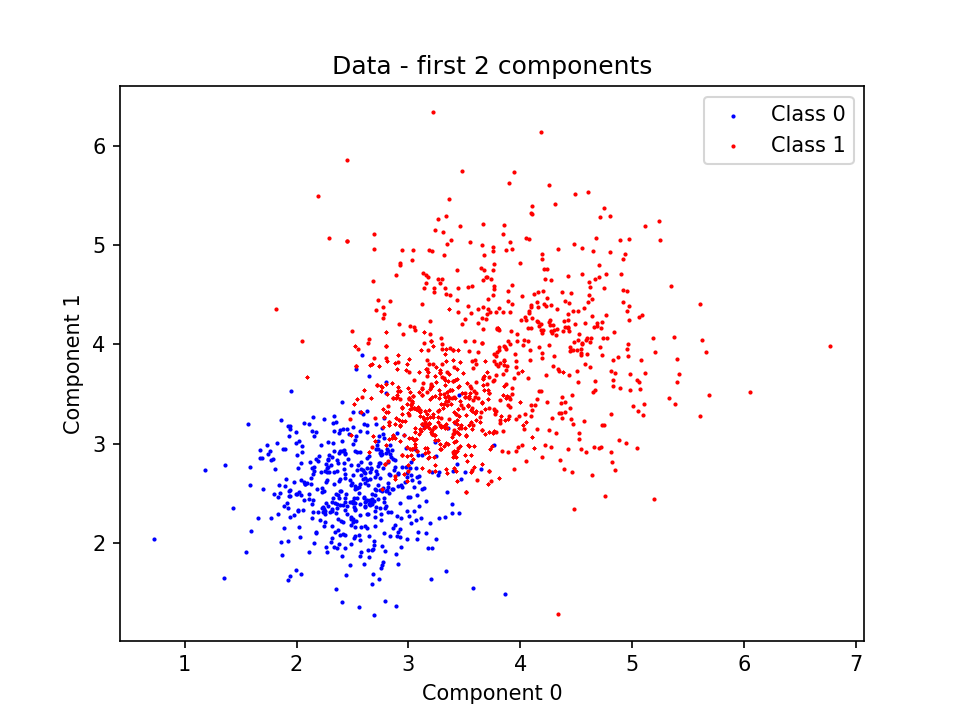 Data - first 2 components
Class 0
Class 1
6
5
4
3
2
Component 1
1 2 3 4 5 6 7
Component 0